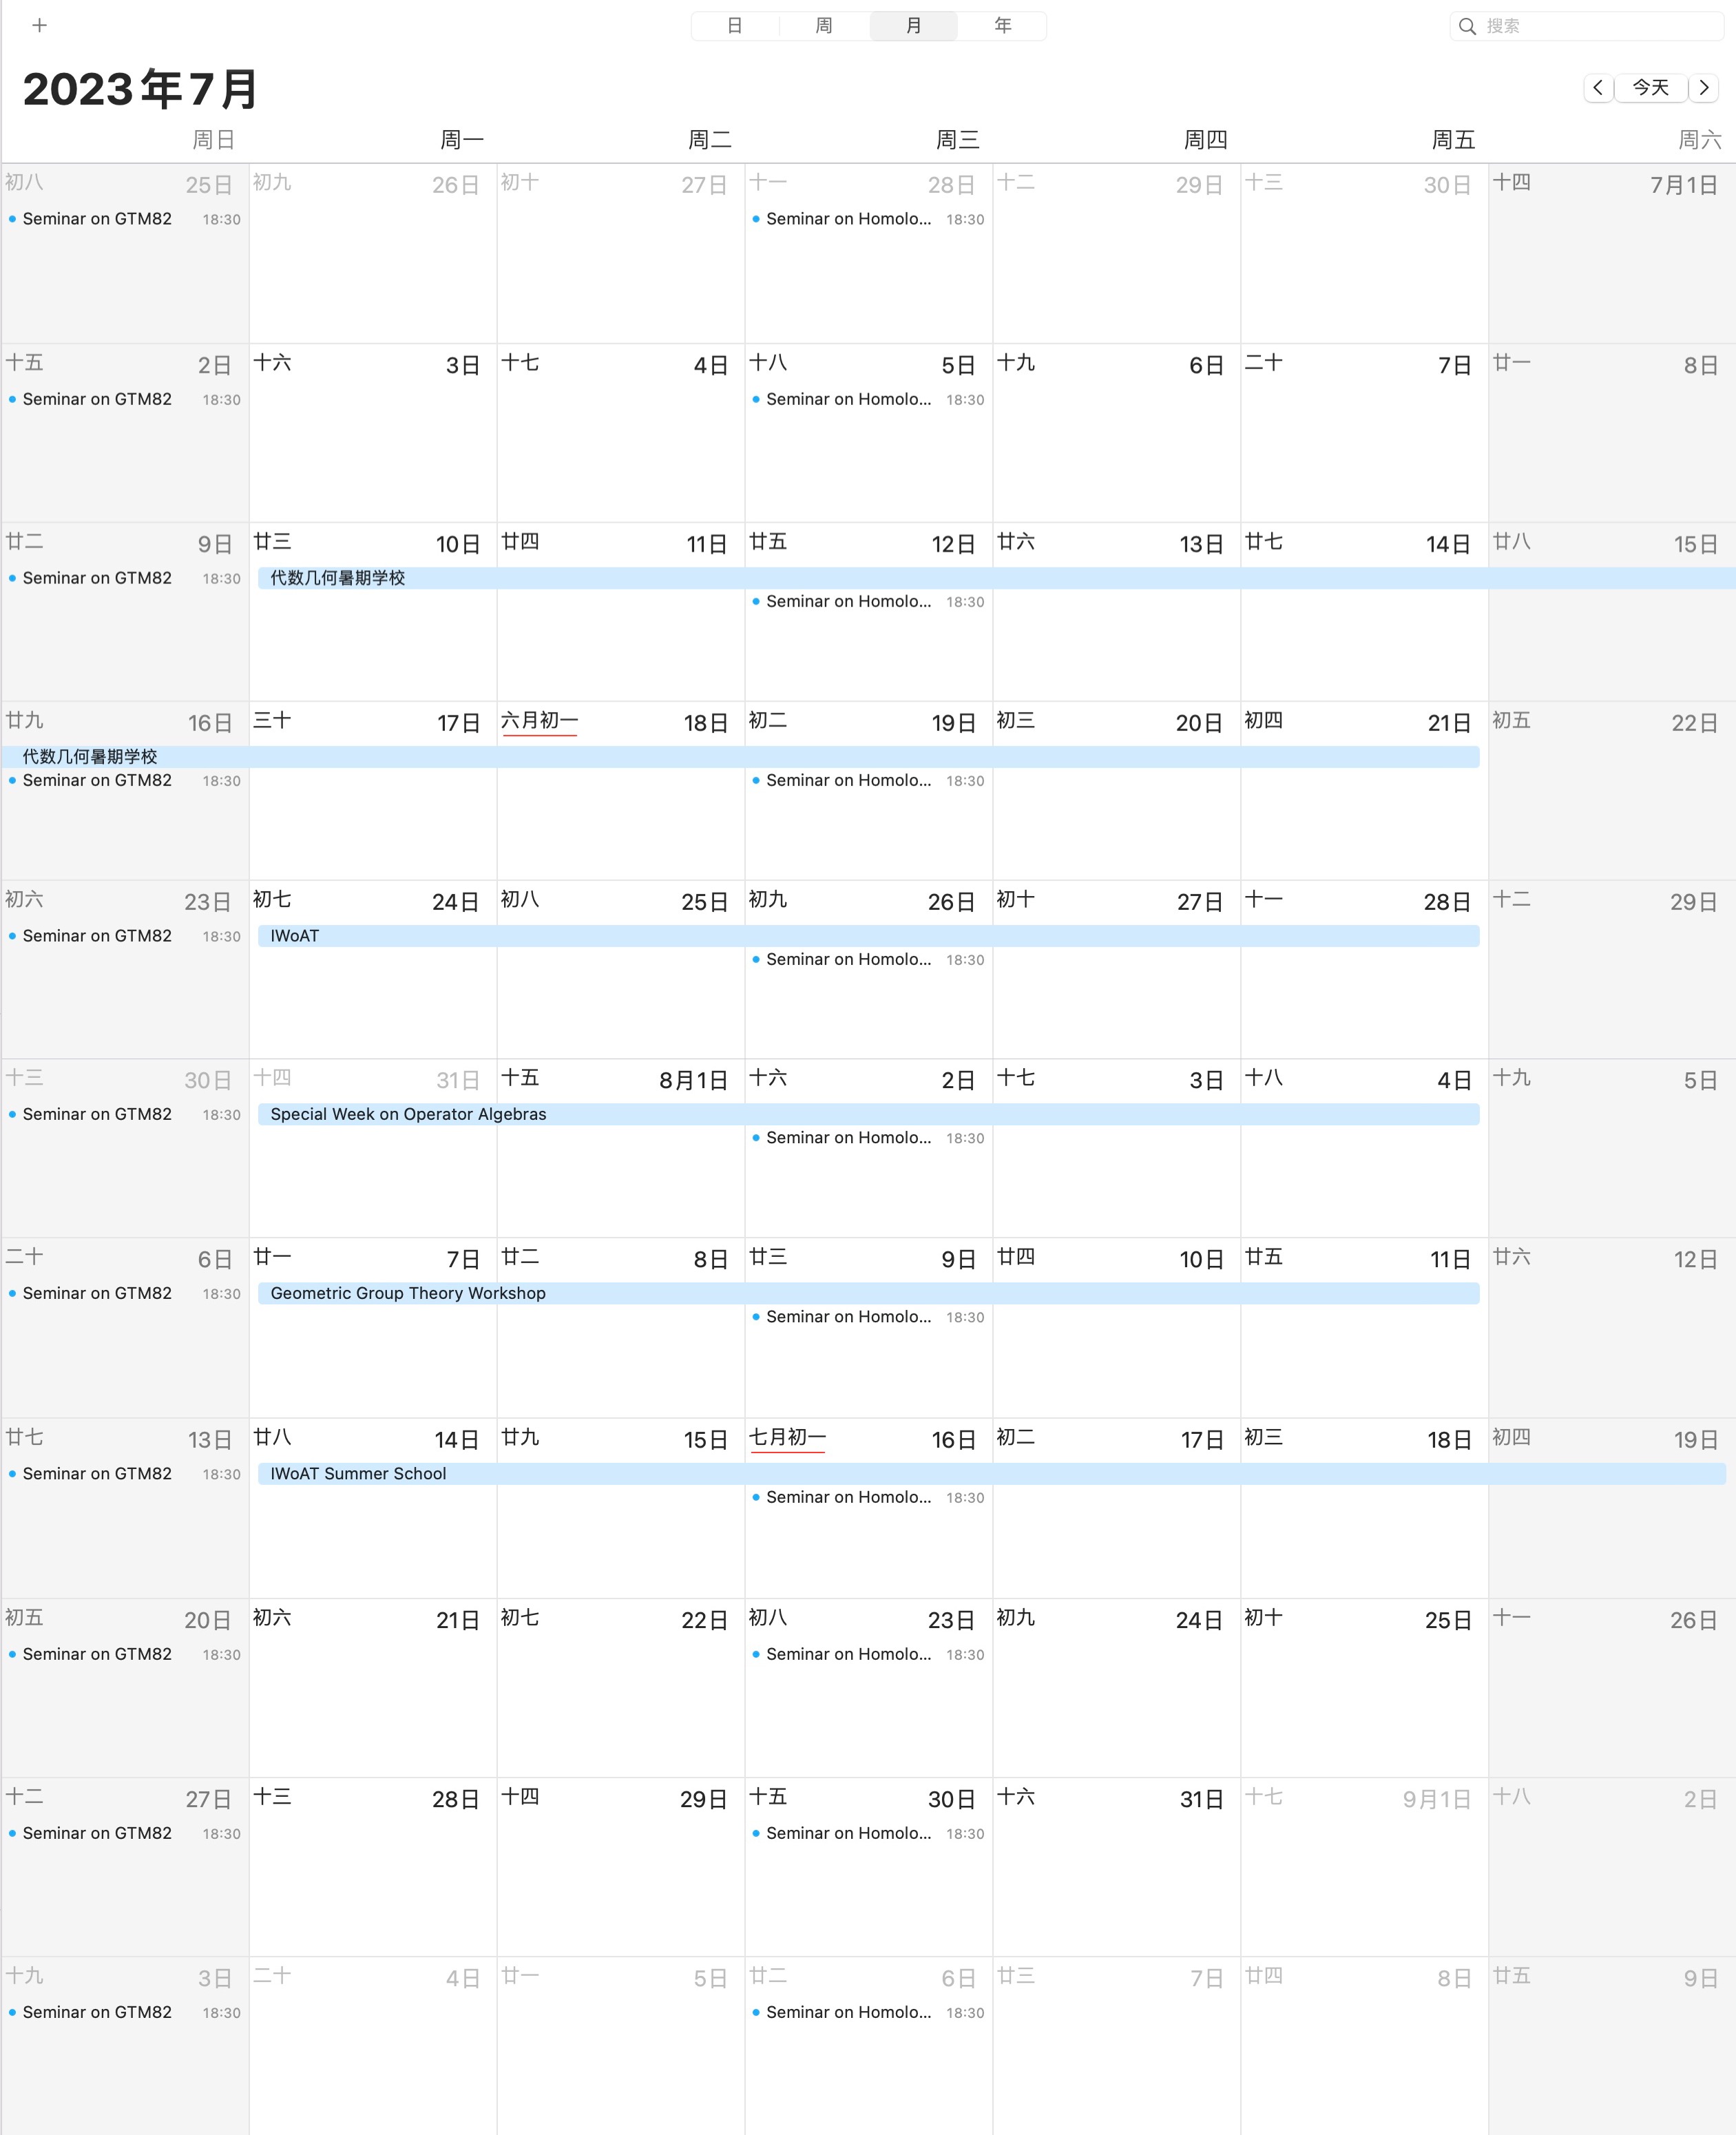 + 日 周 月 年 搜索
2023年7月 今天
周日 周一 周二 周三 周四 周五 周六
初八 25日 初九 26日 初十 27日 十一 28日 十二 29日 十三 30日 十四 7月1日
Seminar on GTM82 18:30 Seminar on Homolo... 18:30
十五 2日 十六 3日 十七 4日 十八 5日 十九 6日 二十 7日 廿一 8日
Seminar on GTM82 18:30 Seminar on Homolo... 18:30
廿二 9日 廿三 10日 廿四 11日 廿五 12日 廿六 13日 廿七 14日 廿八 15日
Seminar on GTM82 18:30 代数几何暑期学校
Seminar on Homolo... 18:30
廿九 16日 三十 17日 六月初一 18日 初二 19日 初三 20日 初四 21日 初五 22日
代数几何暑期学校
Seminar on GTM82 18:30 Seminar on Homolo... 18:30
初六 23日 初七 24日 初八 25日 初九 26日 初十 27日 十一 28日 十二 29日
Seminar on GTM82 18:30 IWoAT
Seminar on Homolo... 18:30
十三 30日 十四 31日 十五 8月1日 十六 2日 十七 3日 十八 4日 十九 5日
Seminar on GTM82 18:30 Special Week on Operator Algebras
Seminar on Homolo... 18:30
二十 6日 廿一 7日 廿二 8日 廿三 9日 廿四 10日 廿五 11日 廿六 12日
Seminar on GTM82 18:30 Geometric Group Theory Workshop
Seminar on Homolo... 18:30
廿七 13日 廿八 14日 廿九 15日 七月初一 16日 初二 17日 初三 18日 初四 19日
Seminar on GTM82 18:30 IWoAT Summer School
Seminar on Homolo... 18:30
初五 20日 初六 21日 初七 22日 初八 23日 初九 24日 初十 25日 十一 26日
Seminar on GTM82 18:30 Seminar on Homolo... 18:30
十二 27日 十三 28日 十四 29日 十五 30日 十六 31日 十七 9月1日 十八 2日
Seminar on GTM82 18:30 Seminar on Homolo... 18:30
十九 3日 二十 4日 廿一 5日 廿二 6日 廿三 7日 廿四 8日 廿五 9日
Seminar on GTM82 18:30 Seminar on Homolo... 18:30